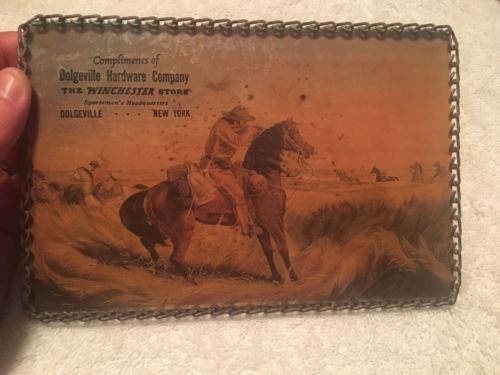 Compliments of
Dolgeville Hardware Company
THE WINCHESTER STORE
Sportsmen's Headquarters
DOLGEVILLE - - - NEW YORK